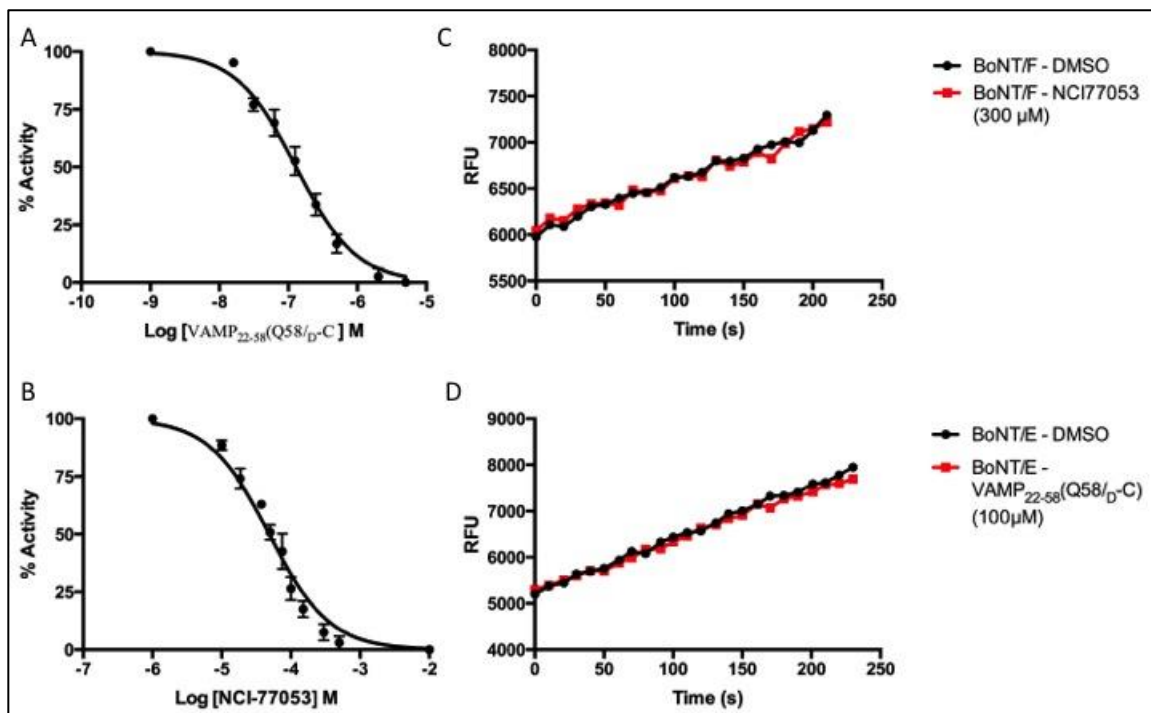 A
100
75
50
25
0
% Activity
-10 -9 -8 -7 -6 -5
Log [VAMP22-58(Q58/D-C ] M
C
8000
7500
7000
6500
6000
5500
RFU
0 50 100 150 200 250
Time (s)
BoNT/F - DMSO
BoNT/F - NCI77053
(300 µM)
B
100
75
50
25
0
% Activity
-7 -6 -5 -4 -3 -2
Log [NCI-77053] M
D
9000
8000
7000
6000
5000
4000
RFU
0 50 100 150 200 250
Time (s)
BoNT/E - DMSO
BoNT/E -
VAMP22-58(Q58/D-C)
(100µM)